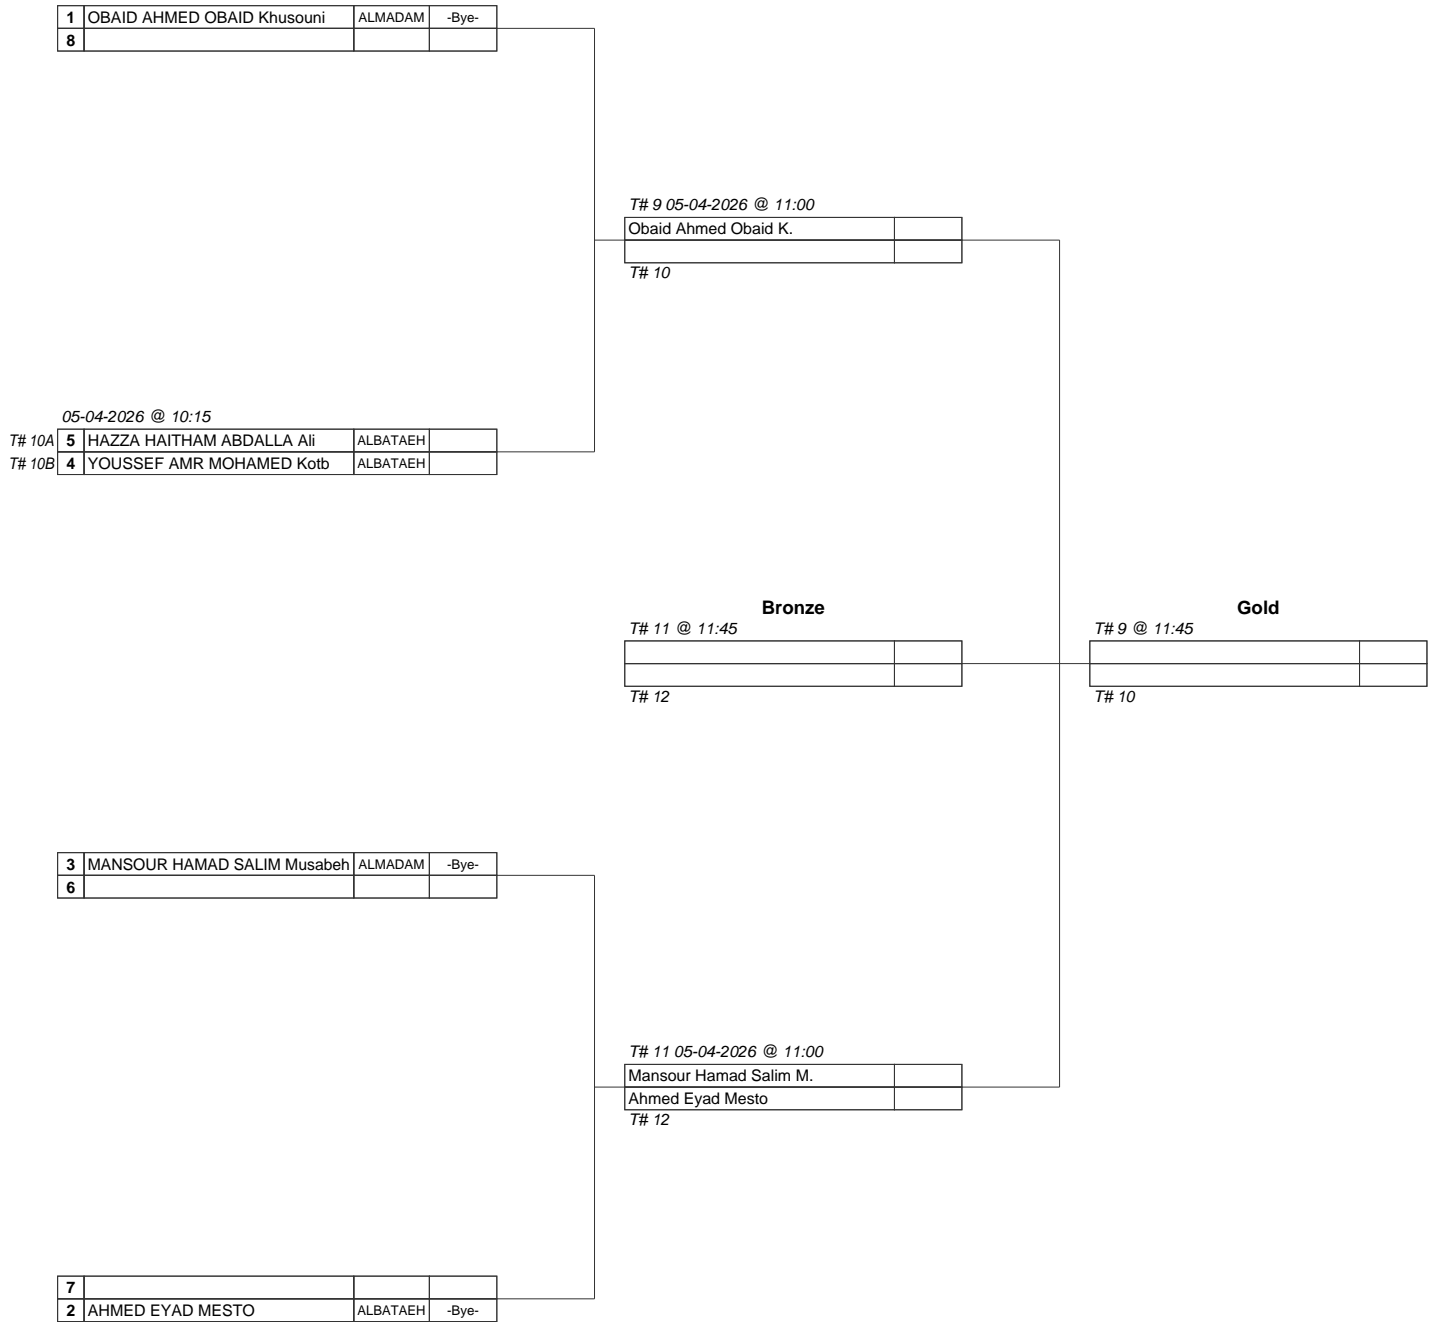 1 OBAID AHMED OBAID Khusouni ALMADAM -Bye-
8
T# 9 05-04-2026 @ 11:00
Obaid Ahmed Obaid K.
T# 10
05-04-2026 @ 10:15
T# 10A 5 HAZZA HAITHAM ABDALLA Ali ALBATAEH
T# 10B 4 YOUSSEF AMR MOHAMED Kotb ALBATAEH
Bronze Gold
T# 11 @ 11:45 T# 9 @ 11:45
T# 12 T# 10
3 MANSOUR HAMAD SALIM Musabeh ALMADAM -Bye-
6
T# 11 05-04-2026 @ 11:00
Mansour Hamad Salim M.
Ahmed Eyad Mesto
T# 12
7
2 AHMED EYAD MESTO ALBATAEH -Bye-